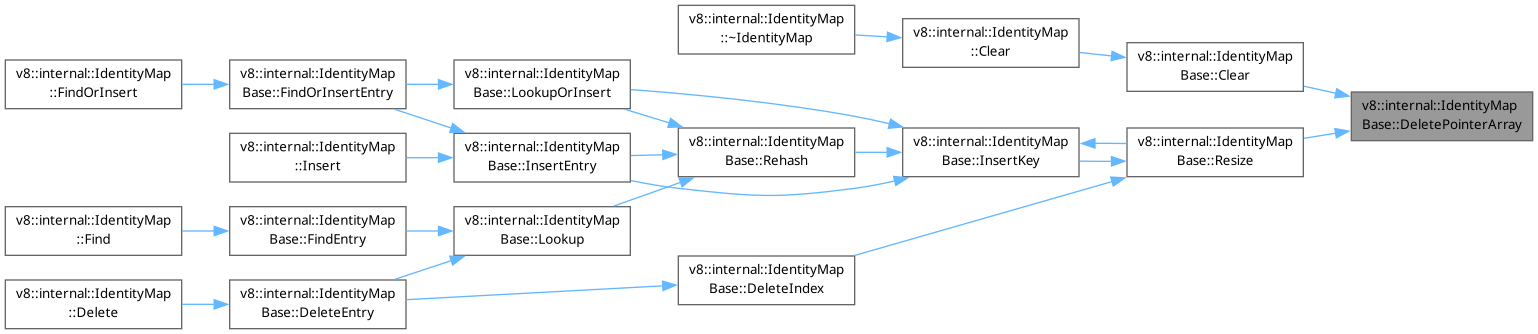 v8::internal::IdentityMap
::~IdentityMap
v8::internal::IdentityMap
::Clear
v8::internal::IdentityMap
Base::Clear
v8::internal::IdentityMap
::FindOrInsert
v8::internal::IdentityMap
Base::FindOrInsertEntry
v8::internal::IdentityMap
Base::LookupOrInsert
v8::internal::IdentityMap
Base::DeletePointerArray
v8::internal::IdentityMap
::Insert
v8::internal::IdentityMap
Base::InsertEntry
v8::internal::IdentityMap
Base::Rehash
v8::internal::IdentityMap
Base::InsertKey
v8::internal::IdentityMap
Base::Resize
v8::internal::IdentityMap
::Find
v8::internal::IdentityMap
Base::FindEntry
v8::internal::IdentityMap
Base::Lookup
v8::internal::IdentityMap
Base::DeleteIndex
v8::internal::IdentityMap
::Delete
v8::internal::IdentityMap
Base::DeleteEntry